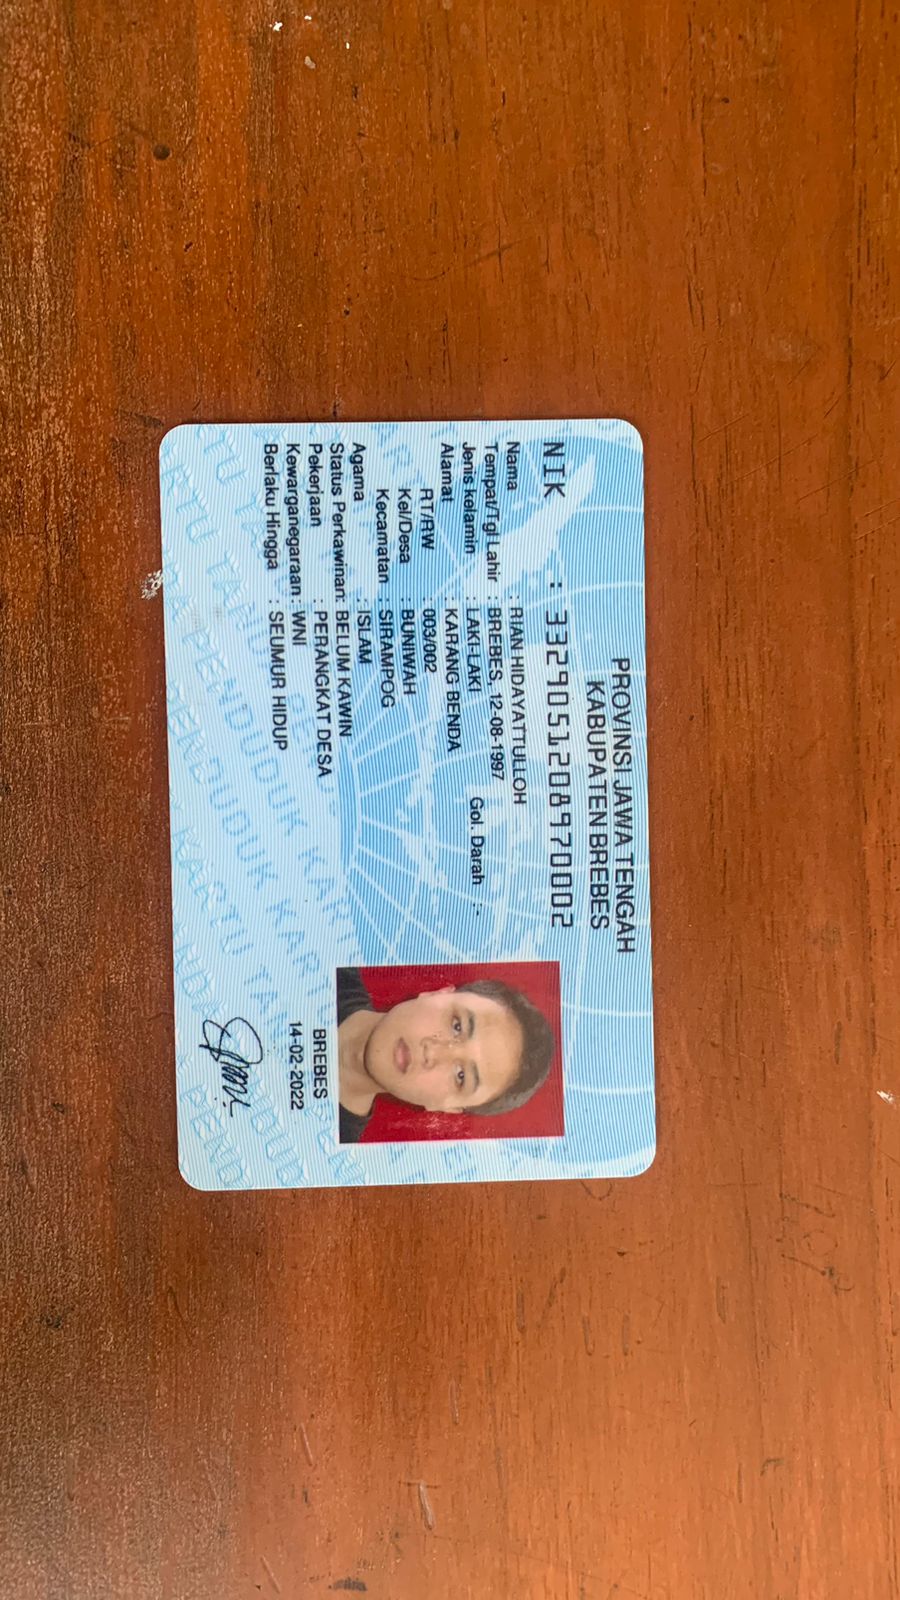 PROVINSI JAWA TENGAH
KABUPATEN BREBES
NIK : 3329051208970002
Nama : RIAN HIDAYATTULLOH
Tempat/Tgl Lahir : BREBES, 12-08-1997
Jenis kelamin : LAKI-LAKI Gol. Darah :-
Alamat : KARANG BENDA
RT/RW : 003/002
Kel/Desa : BUNIWAH
Kecamatan : SIRAMPOG
Agama : ISLAM
Status Perkawinan: BELUM KAWIN
Pekerjaan : PERANGKAT DESA
Kewarganegaraan: WNI
Berlaku Hingga : SEUMUR HIDUP
BREBES
14-02-2022